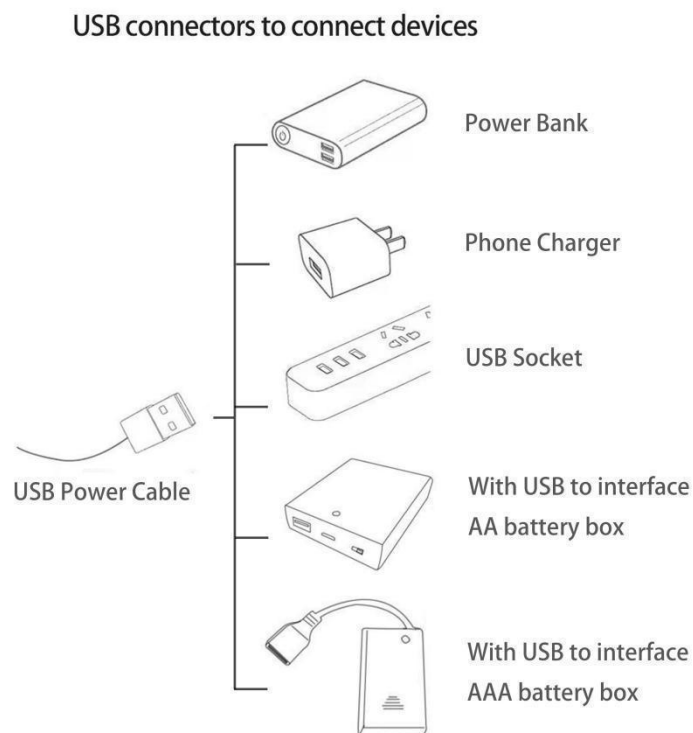 USB connectors to connect devices
Power Bank
Phone Charger
USB Socket
USB Power Cable
With USB to interface
AA battery box
With USB to interface
AAA battery box